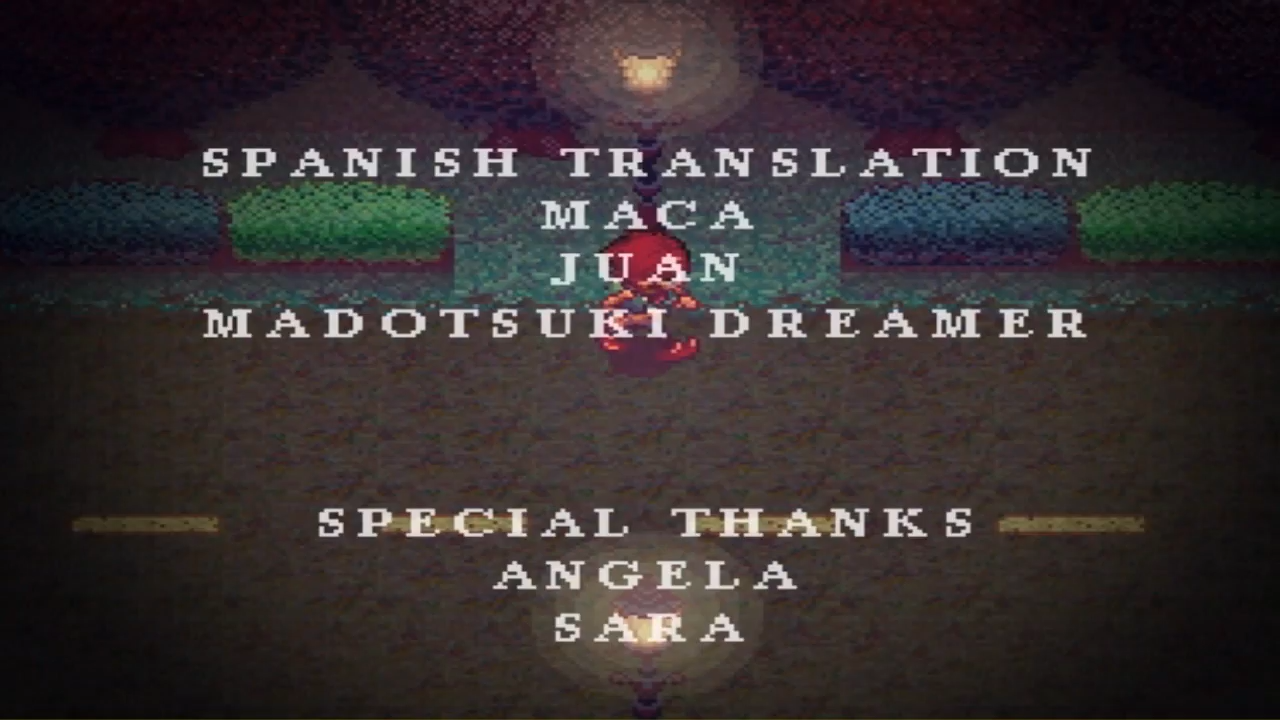 SPANISH TRANSLATION
MACA
JUAN
MADOTSUKI DREAMER
SPECIAL THANKS
ANGELA
SARA